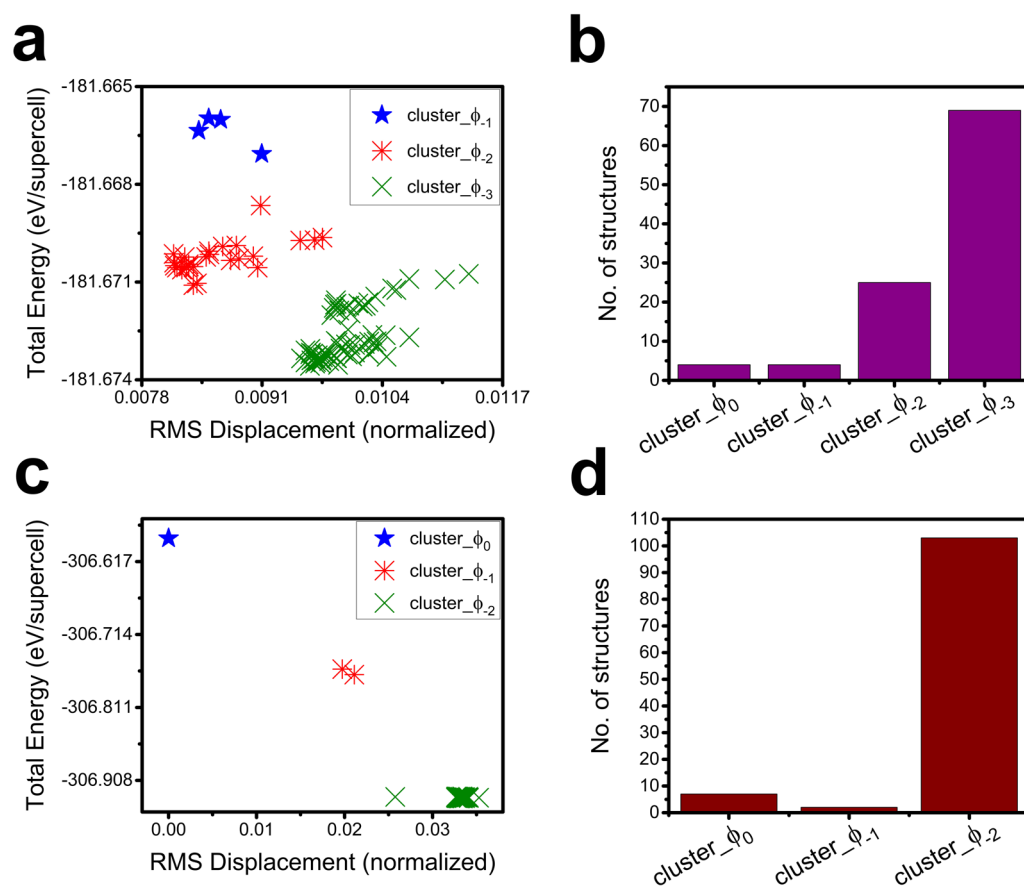 a
-181.665
-181.668
-181.671
-181.674
0.0078
0.0091
0.0104
0.0117
Total Energy (eV/supercell)
RMS Displacement (normalized)
cluster_ϕ-1
cluster_ϕ-2
cluster_ϕ-3
b
70
60
50
40
30
20
10
0
No. of structures
cluster_ϕ0
cluster_ϕ-1
cluster_ϕ-2
cluster_ϕ-3
c
-306.617
-306.714
-306.811
-306.908
0.00
0.01
0.02
0.03
Total Energy (eV/supercell)
RMS Displacement (normalized)
cluster_ϕ0
cluster_ϕ-1
cluster_ϕ-2
d
110
100
90
80
70
60
50
40
30
20
10
0
No. of structures
cluster_ϕ0
cluster_ϕ-1
cluster_ϕ-2